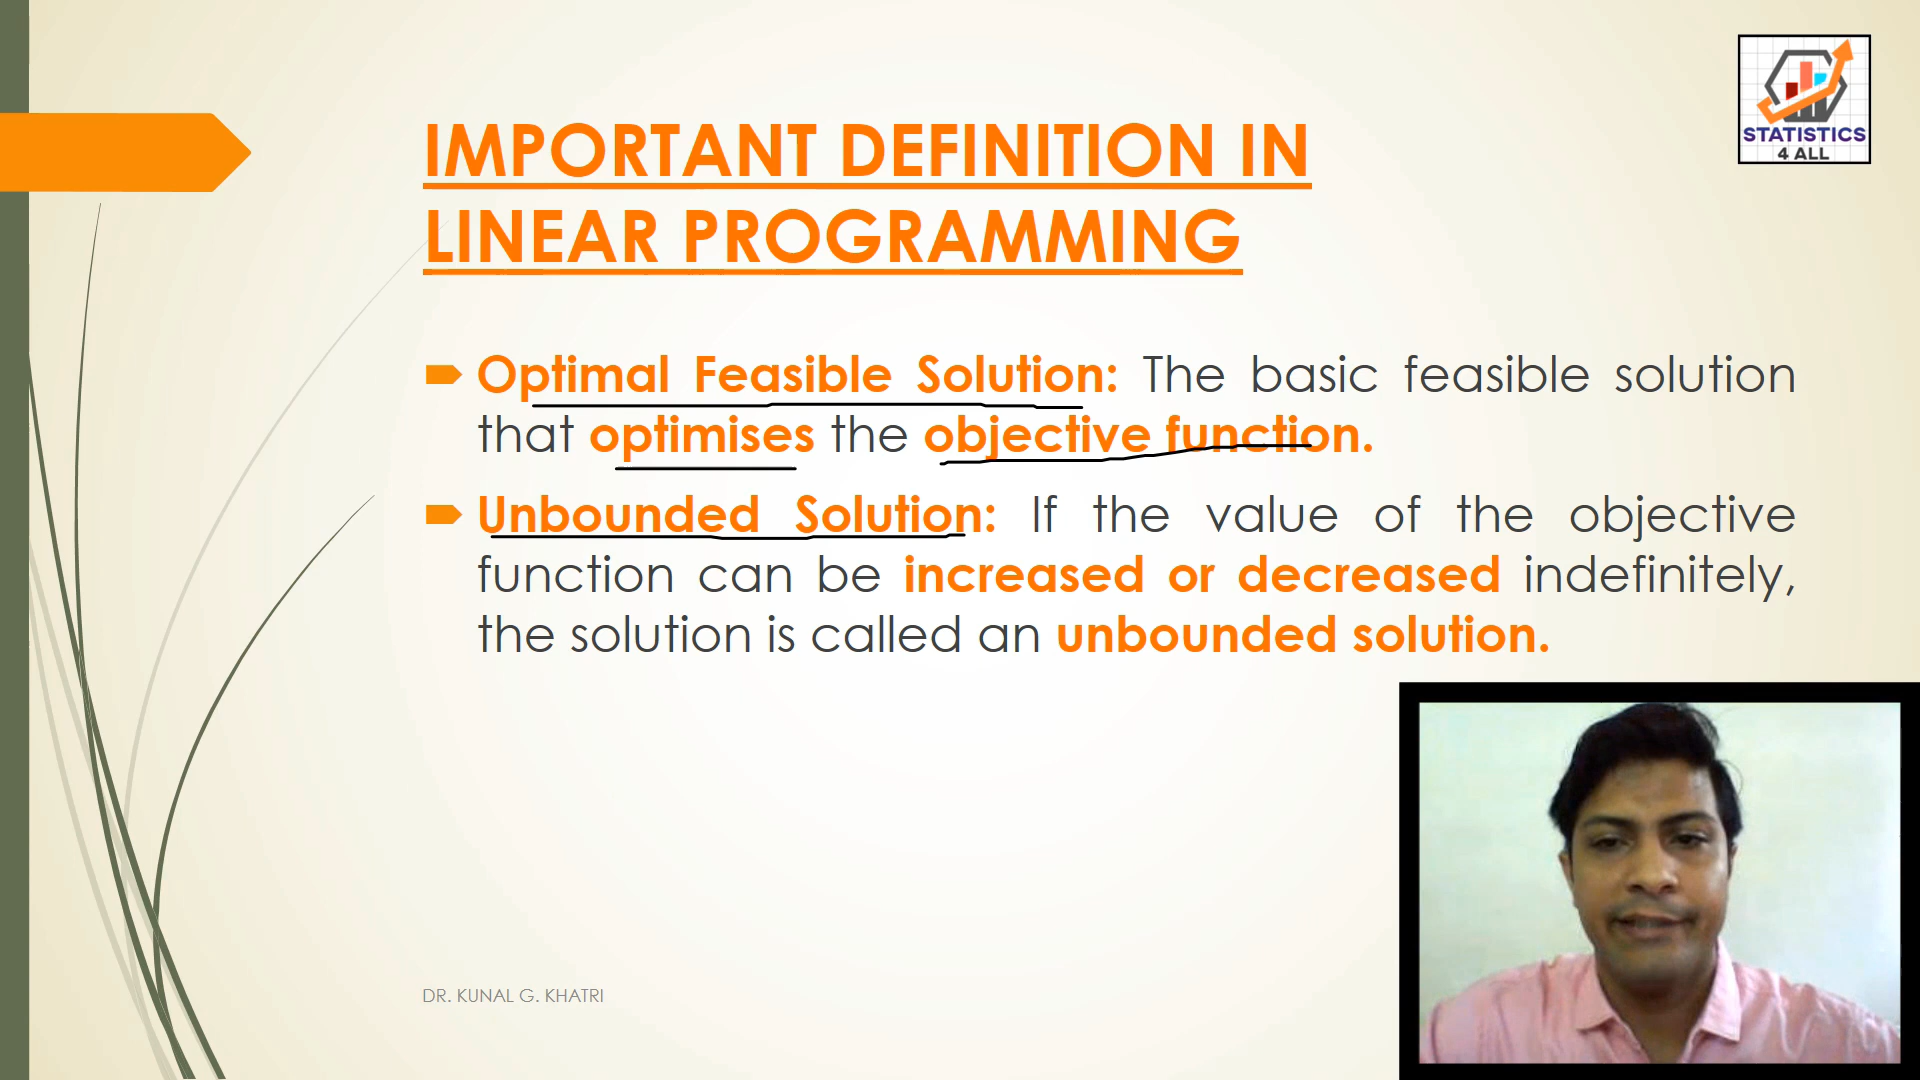 STATISTICS
4 ALL
IMPORTANT DEFINITION IN
LINEAR PROGRAMMING
Optimal Feasible Solution: The basic feasible solution
that optimises the objective function.
Unbounded Solution: If the value of the objective
function can be increased or decreased indefinitely,
the solution is called an unbounded solution.
DR. KUNAL G. KHATRI